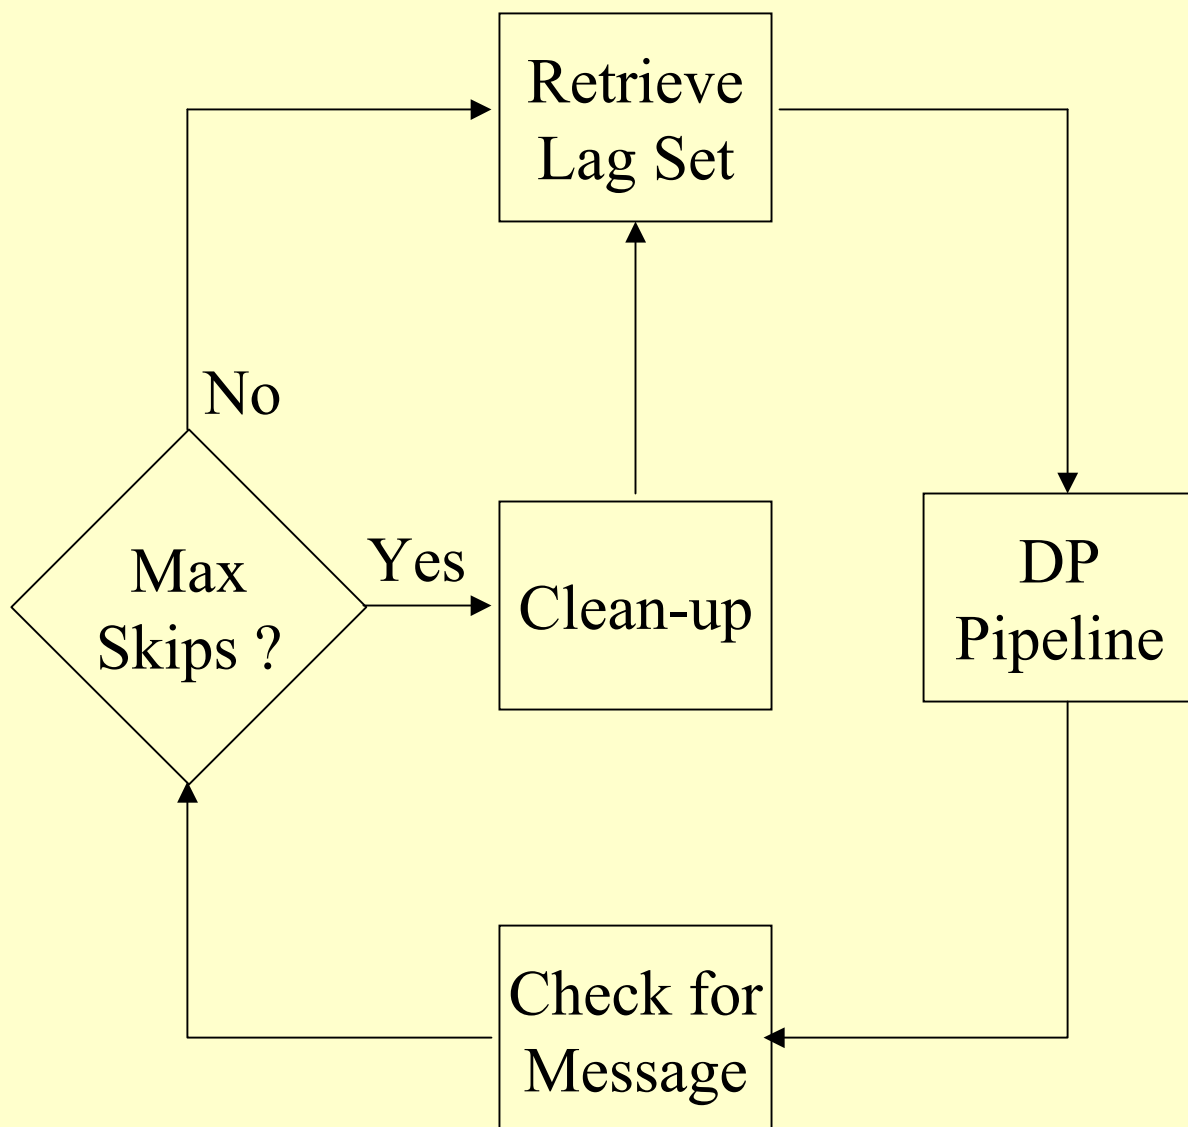 Retrieve
Lag Set
No
Yes
Max
Skips ?
Clean-up
DP
Pipeline
Check for
Message